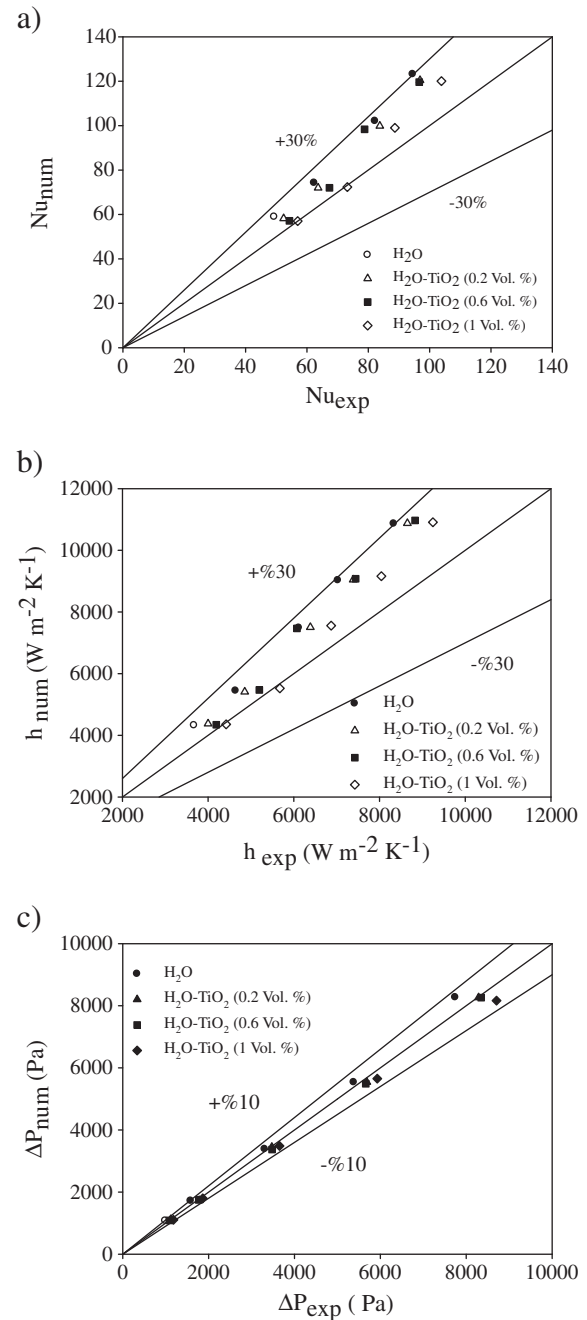 a)
140
120
100
80
60
40
20
0
Nu_num
+30%
-30%
H₂O
H₂O-TiO₂ (0.2 Vol. %)
H₂O-TiO₂ (0.6 Vol. %)
H₂O-TiO₂ (1 Vol. %)
0 20 40 60 80 100 120 140
Nu_exp
b)
12000
10000
8000
6000
4000
2000
h num (W m⁻² K⁻¹)
+%30
-%30
H₂O
H₂O-TiO₂ (0.2 Vol. %)
H₂O-TiO₂ (0.6 Vol. %)
H₂O-TiO₂ (1 Vol. %)
2000 4000 6000 8000 10000 12000
h exp (W m⁻² K⁻¹)
c)
10000
8000
6000
4000
2000
0
ΔP_num (Pa)
H₂O
H₂O-TiO₂ (0.2 Vol. %)
H₂O-TiO₂ (0.6 Vol. %)
H₂O-TiO₂ (1 Vol. %)
+%10
-%10
0 2000 4000 6000 8000 10000
ΔP_exp ( Pa)